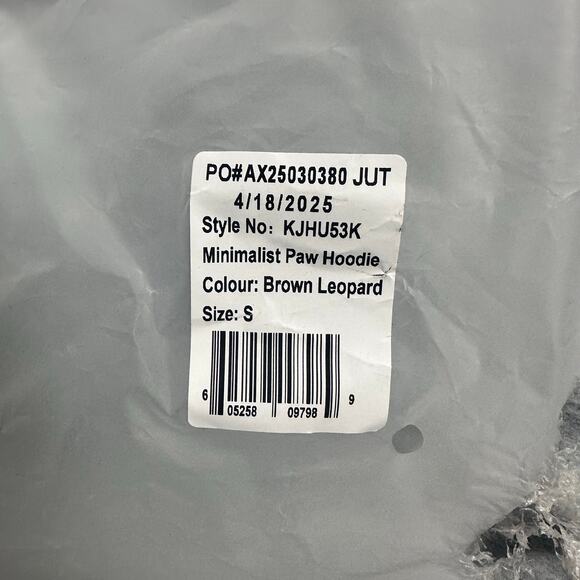 PO#AX25030380 JUT
4/18/2025
Style No: KJHU53K
Minimalist Paw Hoodie
Colour: Brown Leopard
Size: S
6 05258 09798 9